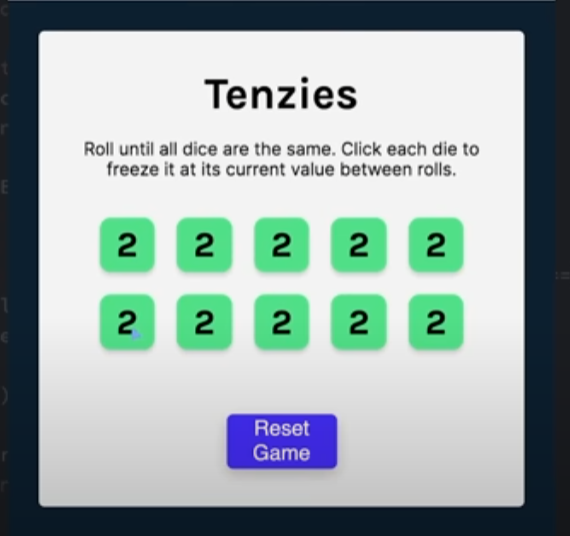 Tenzies
Roll until all dice are the same. Click each die to
freeze it at its current value between rolls.
2 2 2 2 2
2 2 2 2 2
Reset
Game